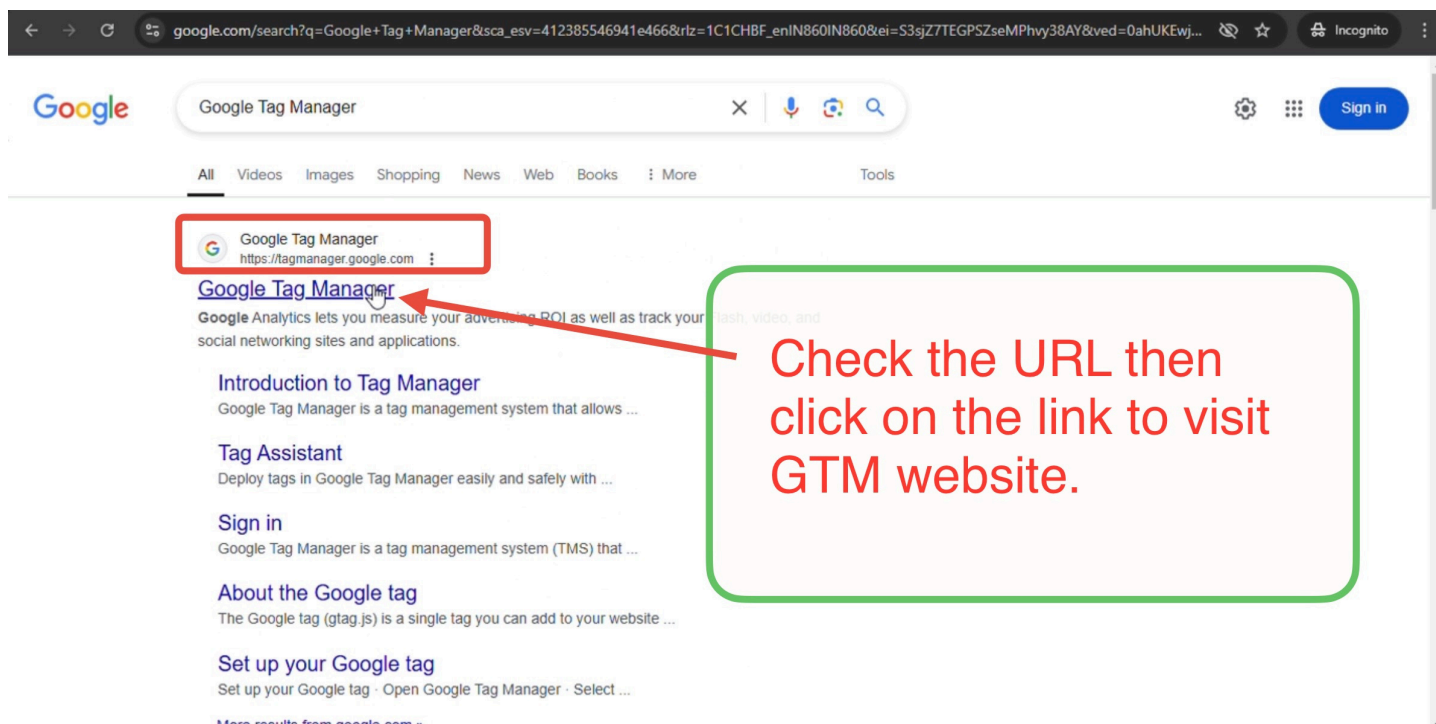 google.com/search?q=Google+Tag+Manager&sca_esv=412385546941e466&rlz=1C1CHBF_enIN860IN860&ei=S3sjZ7TEGPSZseMPhvy38AY&ved=0ahUKEwj...
Incognito
Google
Google Tag Manager
Sign in
All Videos Images Shopping News Web Books More
Tools
Google Tag Manager
https://tagmanager.google.com
Google Tag Manager
Google Analytics lets you measure your advertising ROI as well as track your Flash, video, and
social networking sites and applications.
Introduction to Tag Manager
Google Tag Manager is a tag management system that allows ...
Tag Assistant
Deploy tags in Google Tag Manager easily and safely with ...
Sign in
Google Tag Manager is a tag management system (TMS) that ...
About the Google tag
The Google tag (gtag.js) is a single tag you can add to your website ...
Set up your Google tag
Set up your Google tag · Open Google Tag Manager · Select ...
More results from google.com »
Check the URL then
click on the link to visit
GTM website.